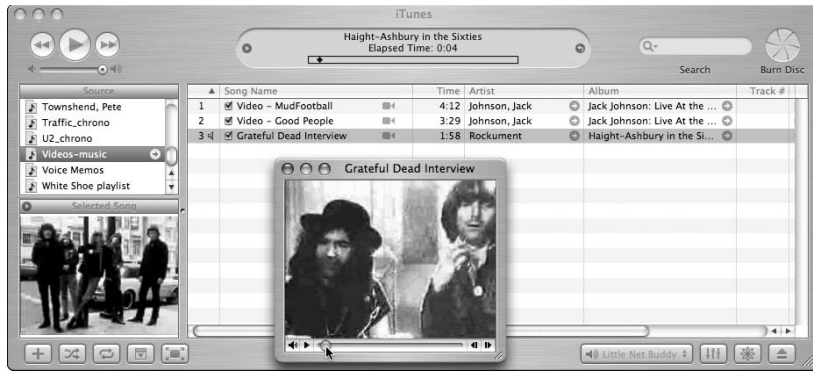 iTunes
Haight-Ashbury in the Sixties
Elapsed Time: 0:04
Search
Burn Disc
Source
Song Name Time Artist Album Track #
Townshend, Pete
Traffic_chrono
U2_chrono
Videos-music
Voice Memos
White Shoe playlist
1 Video - MudFootball 4:12 Johnson, Jack Jack Johnson: Live At the ...
2 Video - Good People 3:29 Johnson, Jack Jack Johnson: Live At the ...
3 Grateful Dead Interview 1:58 Rockument Haight-Ashbury in the Si...
Selected Song
Grateful Dead Interview
Little Net Buddy